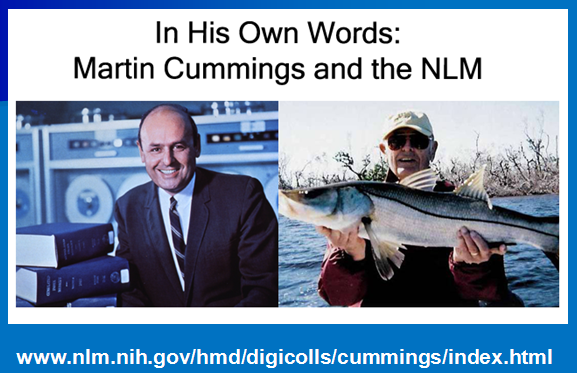 In His Own Words:
Martin Cummings and the NLM
www.nlm.nih.gov/hmd/digicolls/cummings/index.html